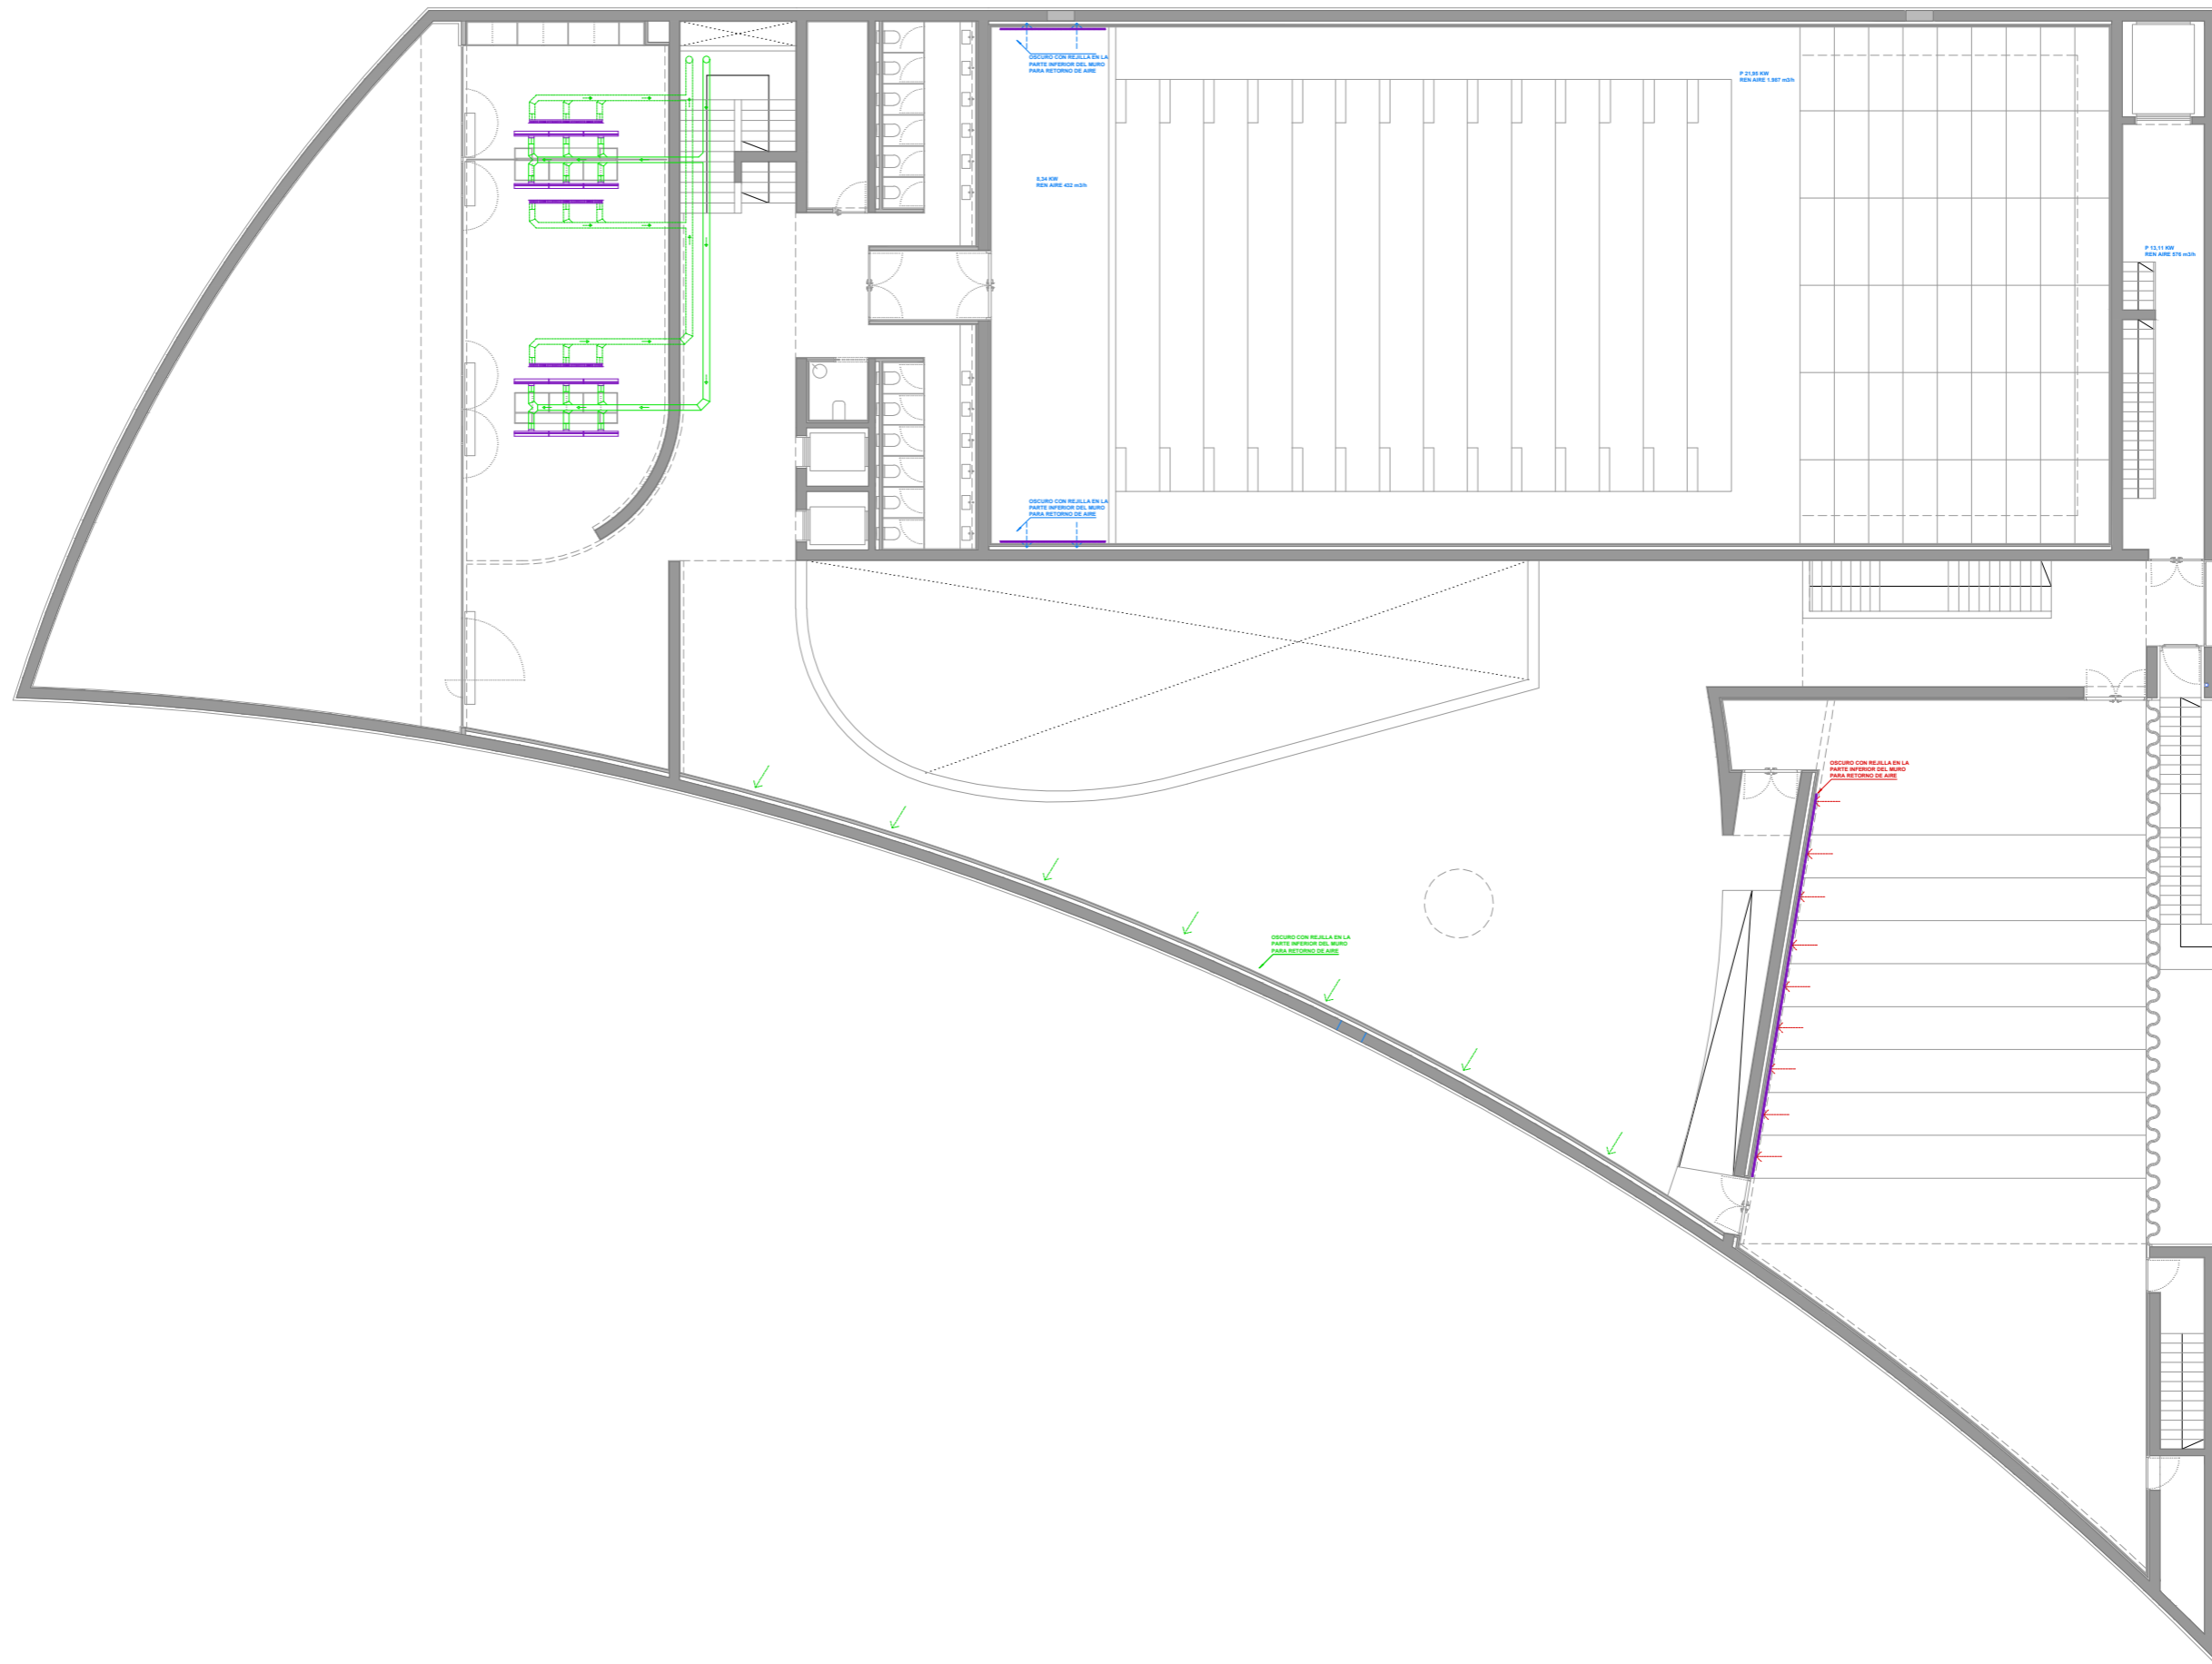 OSCURO CON REJILLA EN LA
PARTE INFERIOR DEL MURO
PARA RETORNO DE AIRE
P 21,95 KW
REN AIRE 1.987 m3/h
5,34 KW
REN AIRE 432 m3/h
P 13,11 KW
REN AIRE 576 m3/h
OSCURO CON REJILLA EN LA
PARTE INFERIOR DEL MURO
PARA RETORNO DE AIRE
OSCURO CON REJILLA EN LA
PARTE INFERIOR DEL MURO
PARA RETORNO DE AIRE
OSCURO CON REJILLA EN LA
PARTE INFERIOR DEL MURO
PARA RETORNO DE AIRE